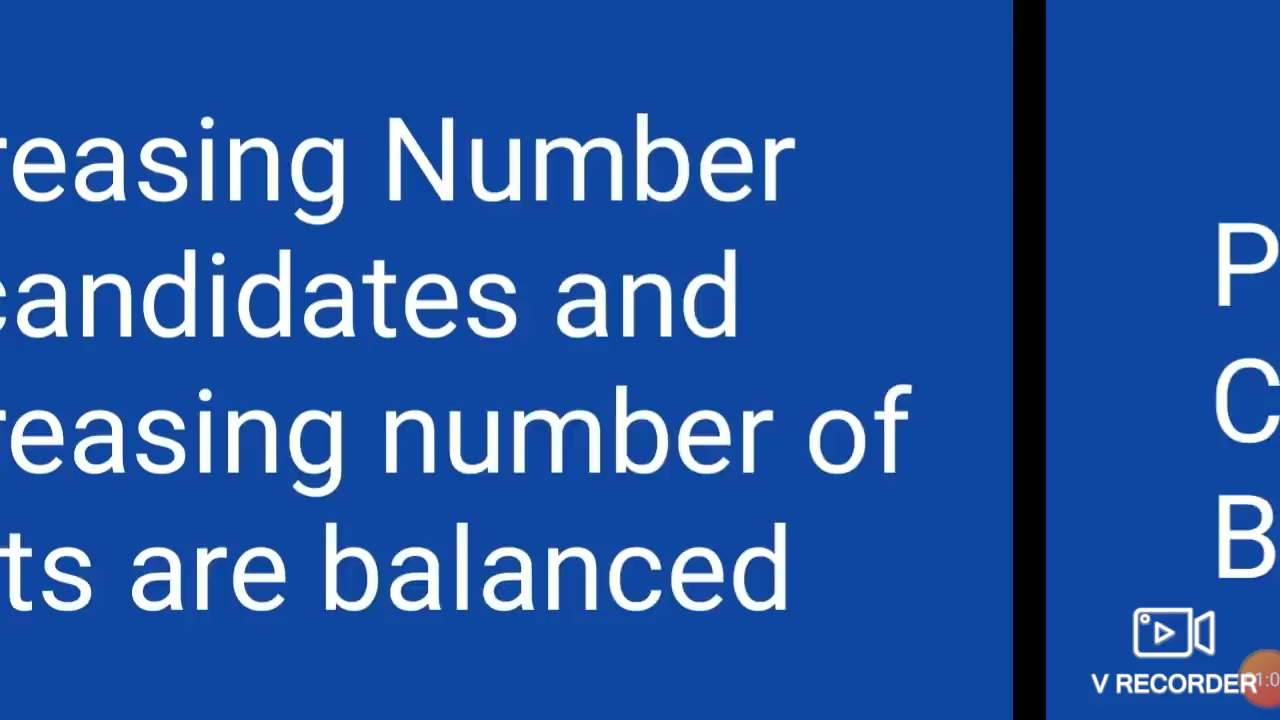 reasing Number
candidates and
reasing number of
ts are balanced
P
C
B
V RECORDER